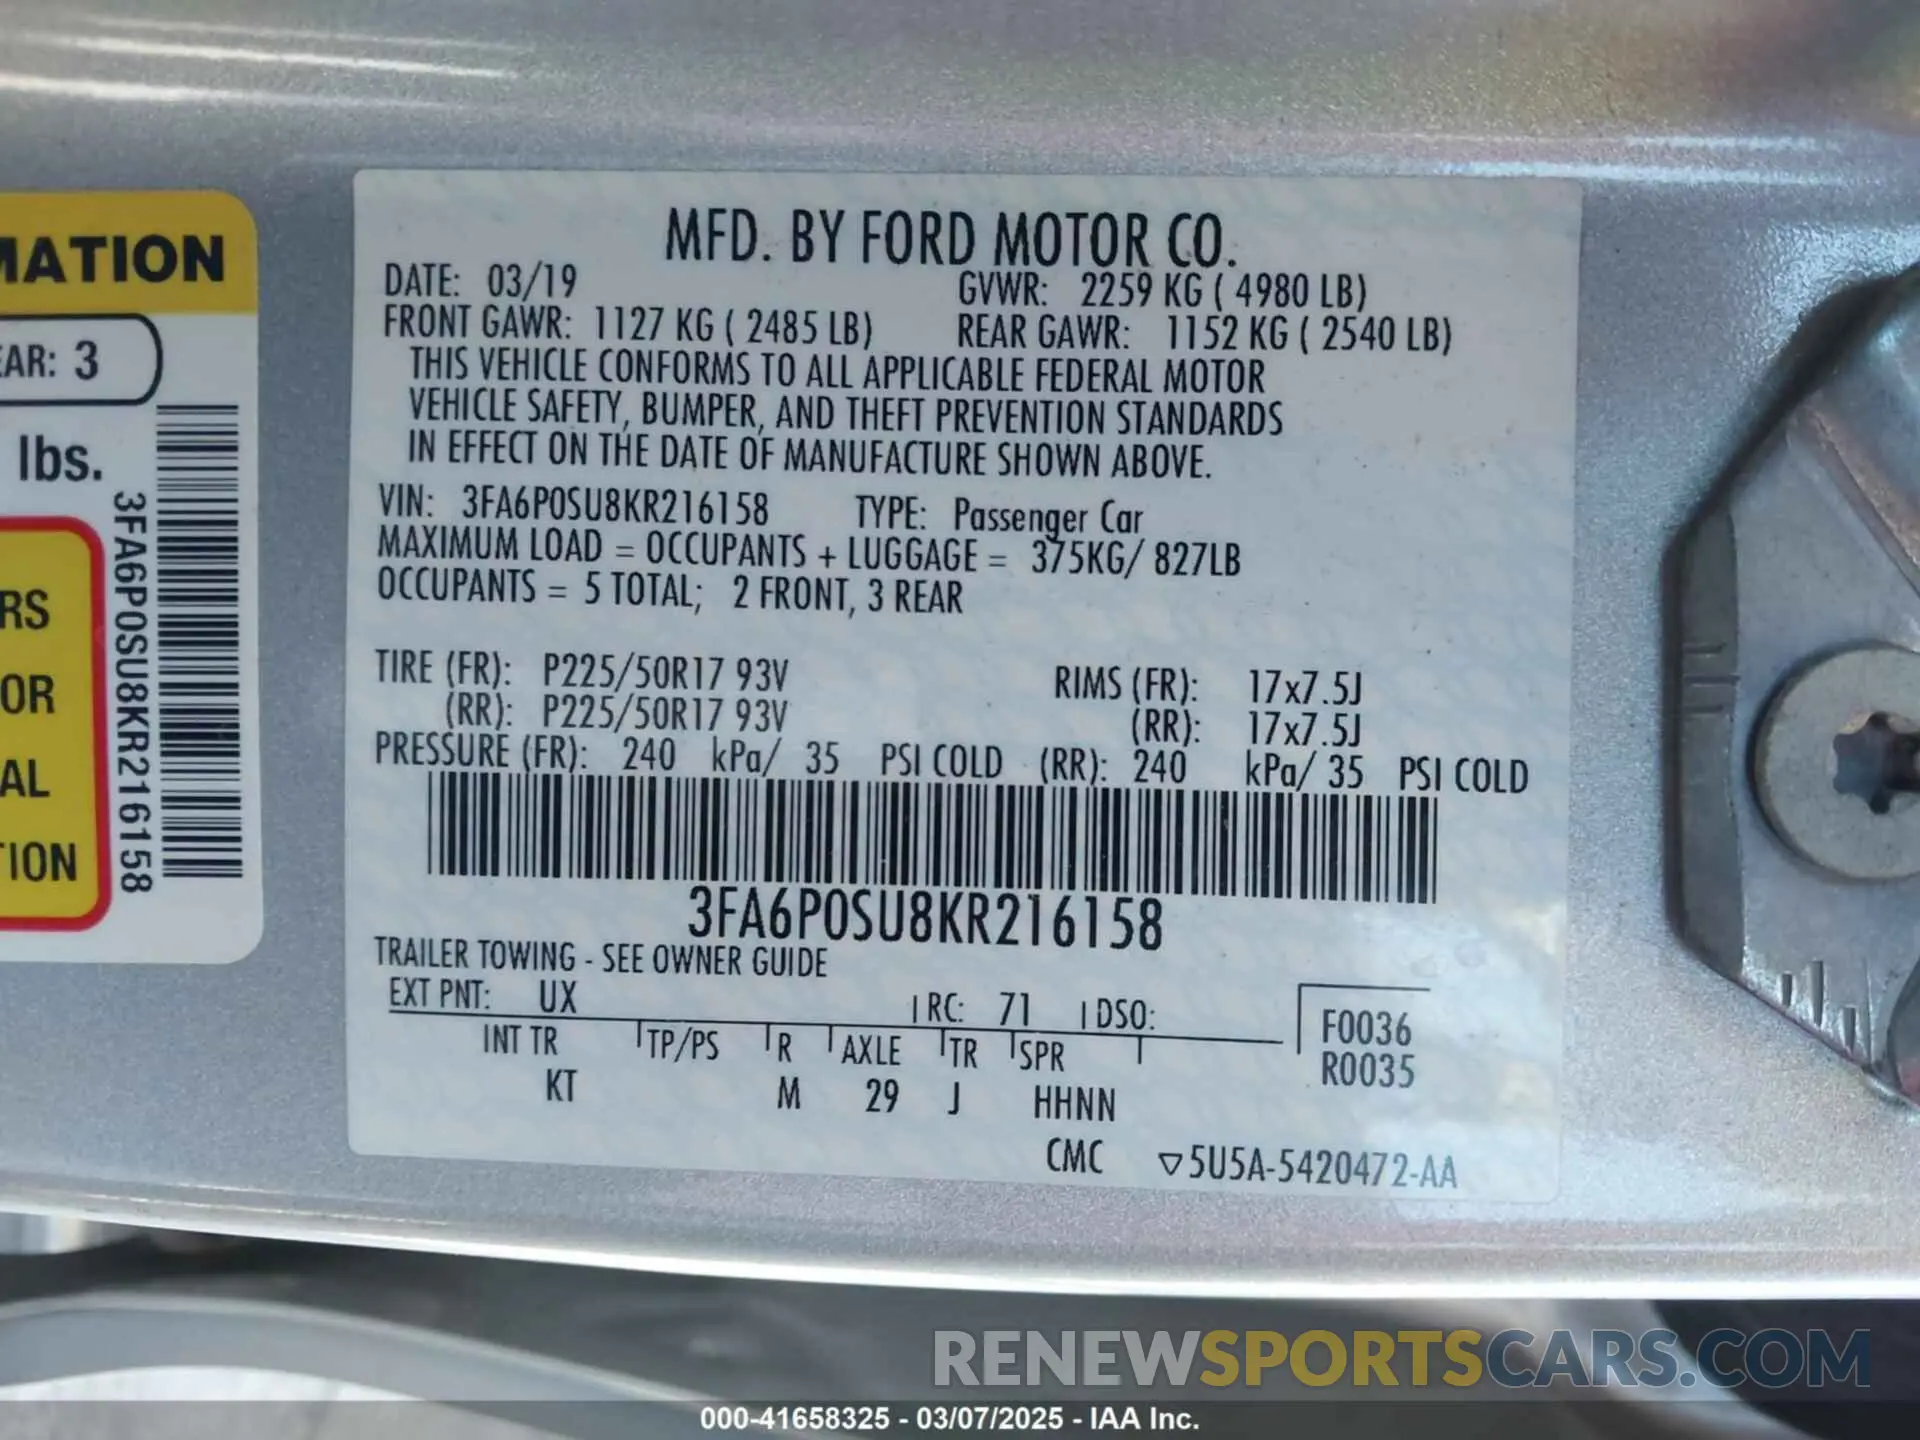 MATION
EAR: 3
lbs.
3FA6P0SU8KR216158
RS
OR
AL
TION
MFD. BY FORD MOTOR CO.
DATE: 03/19 GVWR: 2259 KG ( 4980 LB)
FRONT GAWR: 1127 KG ( 2485 LB) REAR GAWR: 1152 KG ( 2540 LB)
THIS VEHICLE CONFORMS TO ALL APPLICABLE FEDERAL MOTOR
VEHICLE SAFETY, BUMPER, AND THEFT PREVENTION STANDARDS
IN EFFECT ON THE DATE OF MANUFACTURE SHOWN ABOVE.
VIN: 3FA6P0SU8KR216158 TYPE: Passenger Car
MAXIMUM LOAD = OCCUPANTS + LUGGAGE = 375KG/ 827LB
OCCUPANTS = 5 TOTAL; 2 FRONT, 3 REAR
TIRE (FR): P225/50R17 93V RIMS (FR): 17x7.5J
(RR): P225/50R17 93V (RR): 17x7.5J
PRESSURE (FR): 240 kPa/ 35 PSI COLD (RR): 240 kPa/ 35 PSI COLD
3FA6P0SU8KR216158
TRAILER TOWING - SEE OWNER GUIDE
EXT PNT: UX RC: 71 DSO:
INT TR TP/PS R AXLE TR SPR
KT M 29 J HHNN
F0036
R0035
CMC ▽5U5A-5420472-AA
RENEWSPORTSCARS.COM
000-41658325 - 03/07/2025 - IAA Inc.